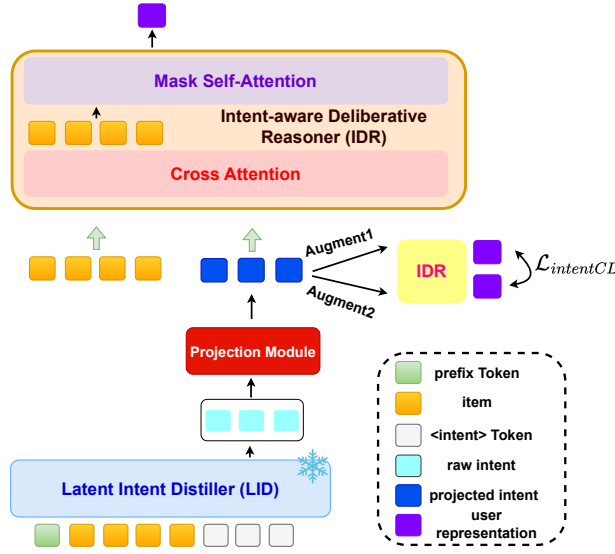 Mask Self-Attention
Intent-aware Deliberative
Reasoner (IDR)
Cross Attention
Augment1
Augment2
IDR
ℒintentCL
Projection Module
Latent Intent Distiller (LID)
prefix Token
item
<intent> Token
raw intent
projected intent
user
representation